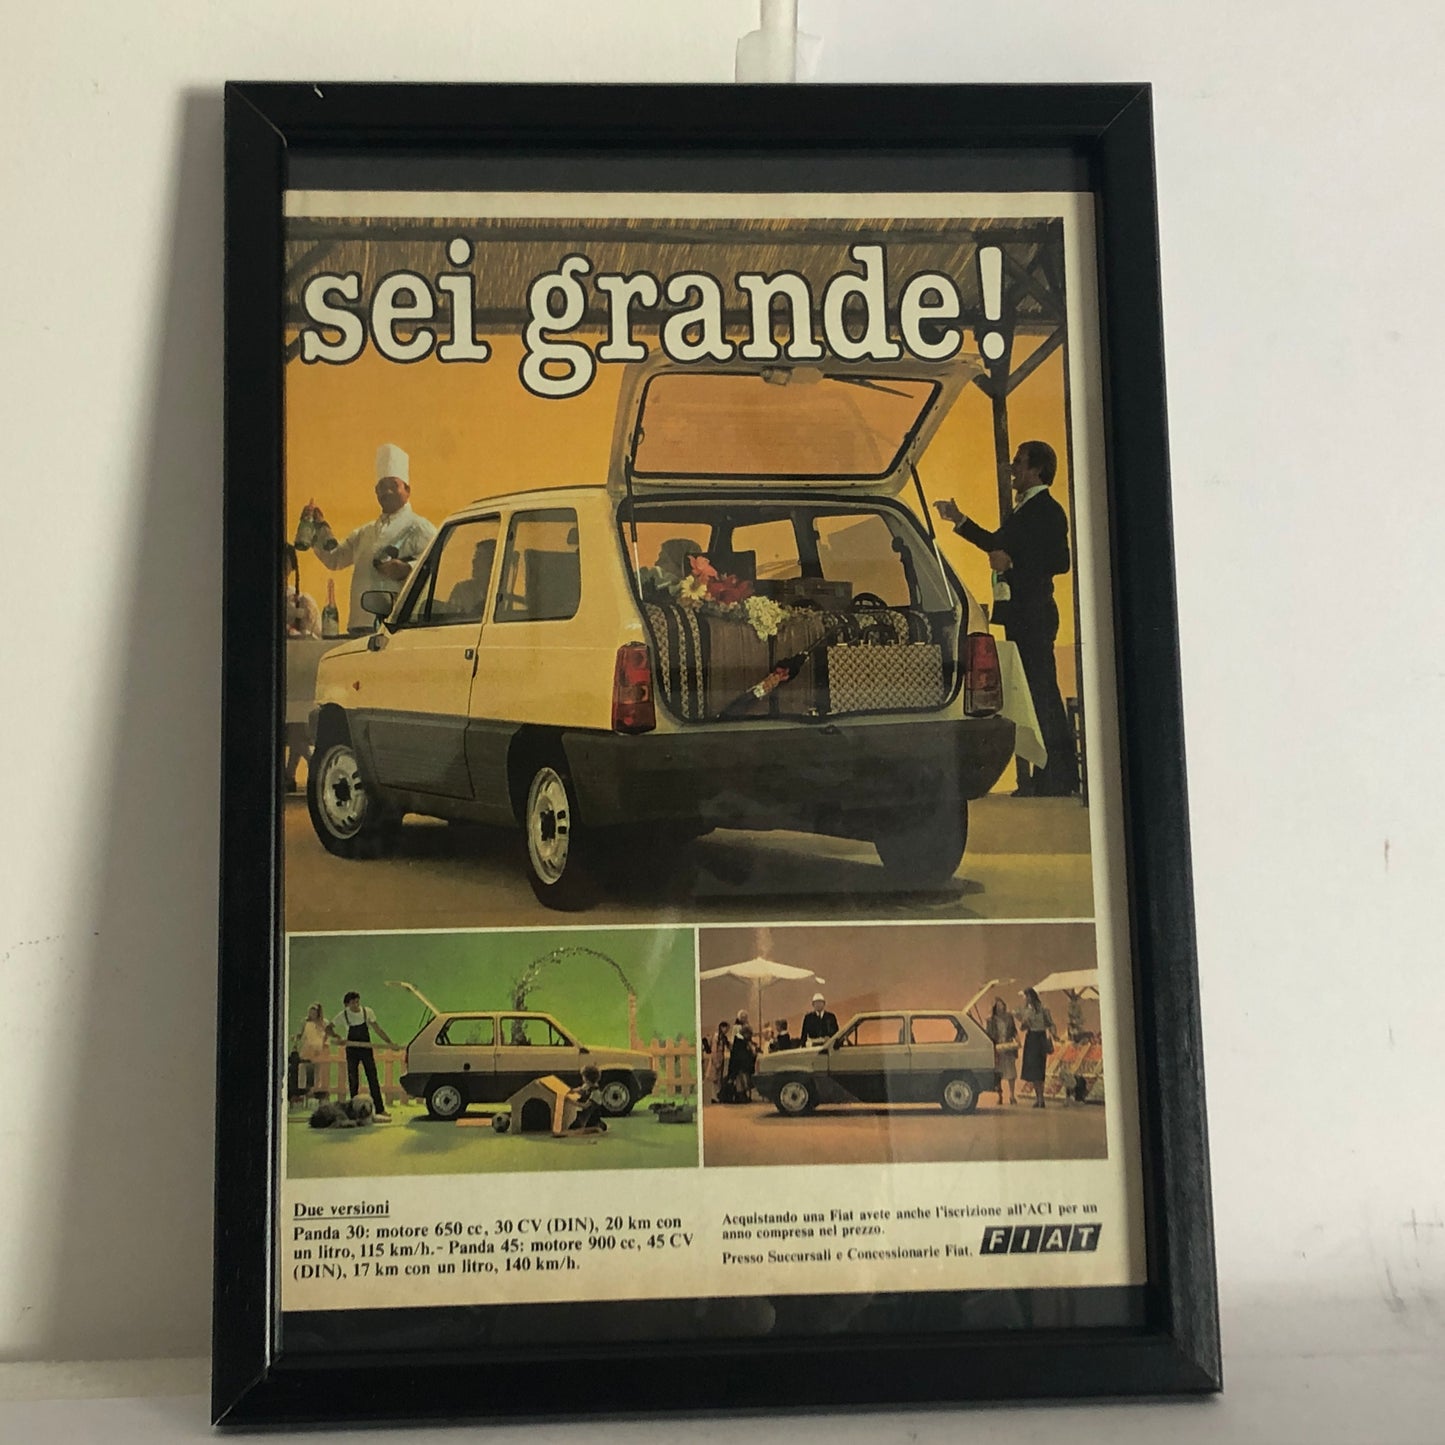 sei grande!
Due versioni
Panda 30: motore 650 cc, 30 CV (DIN), 20 km con
un litro, 115 km/h.- Panda 45: motore 900 cc, 45 CV
(DIN), 17 km con un litro, 140 km/h.
Acquistando una Fiat avete anche l'iscrizione all'ACI per un
anno compresa nel prezzo.
Presso Succursali e Concessionarie Fiat.
FIAT